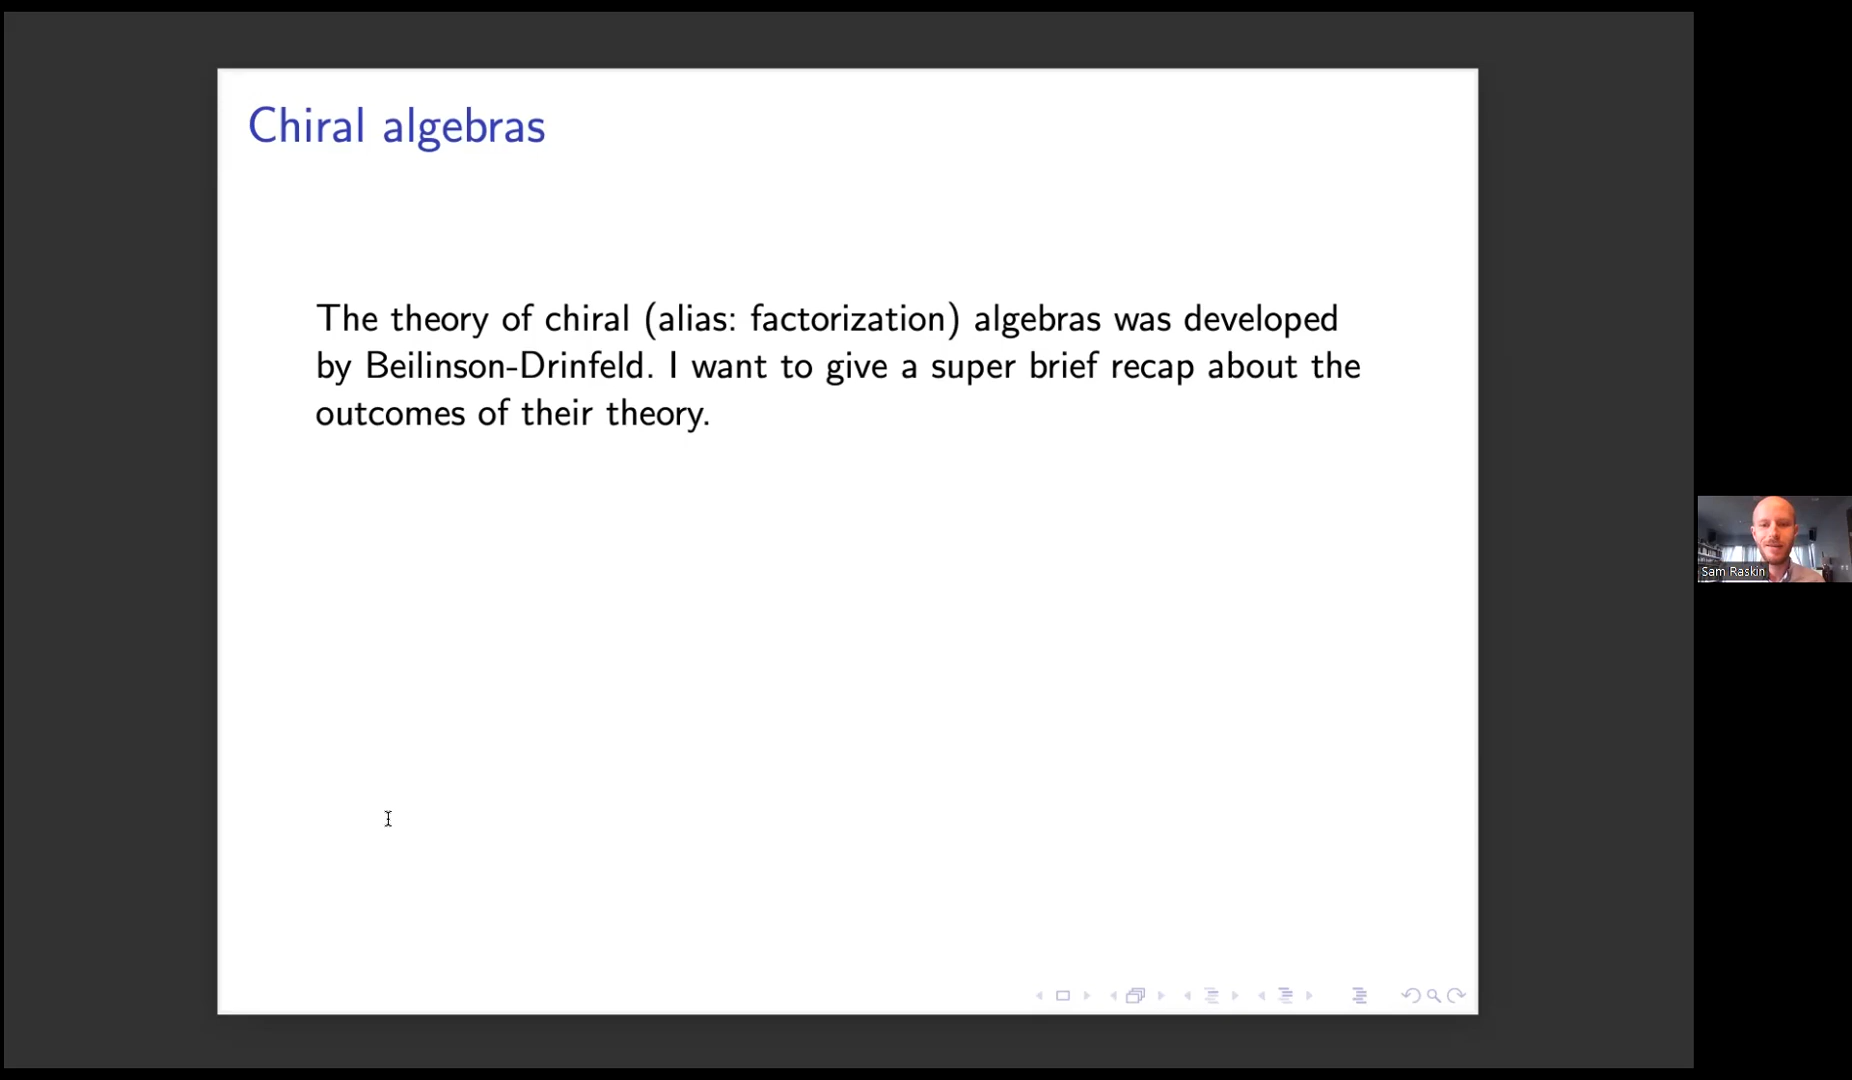 Chiral algebras
The theory of chiral (alias: factorization) algebras was developed
by Beilinson-Drinfeld. I want to give a super brief recap about the
outcomes of their theory.
Sam Raskin